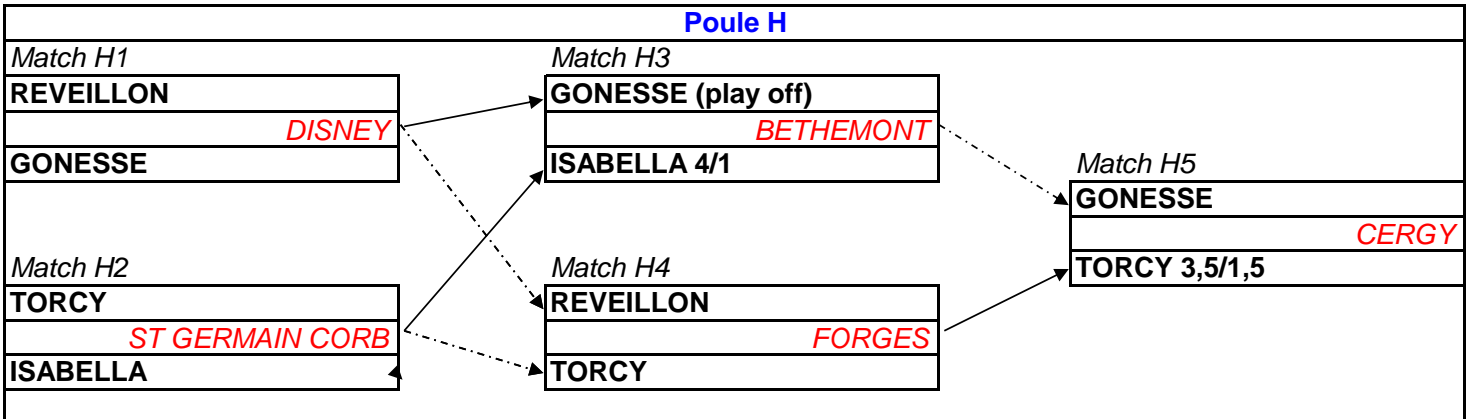 Poule H
Match H1
REVEILLON
DISNEY
GONESSE
Match H2
TORCY
ST GERMAIN CORB
ISABELLA
Match H3
GONESSE (play off)
BETHEMONT
ISABELLA 4/1
Match H4
REVEILLON
FORGES
TORCY
Match H5
GONESSE
CERGY
TORCY 3,5/1,5